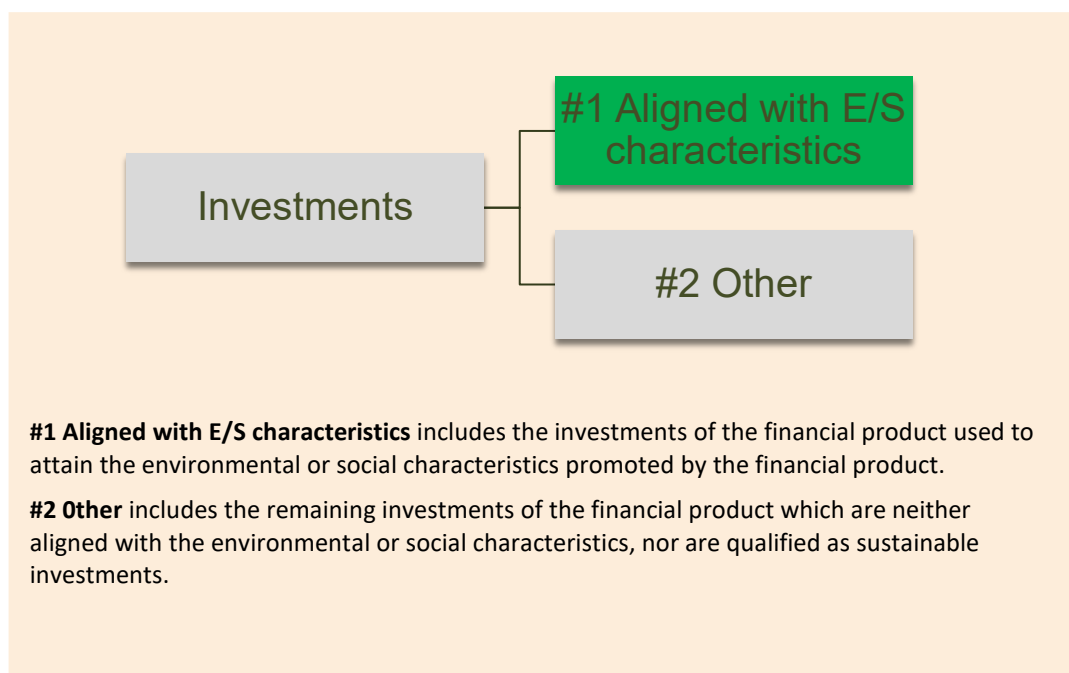 #1 Aligned with E/S
characteristics
Investments
#2 Other
#1 Aligned with E/S characteristics includes the investments of the financial product used to
attain the environmental or social characteristics promoted by the financial product.
#2 0ther includes the remaining investments of the financial product which are neither
aligned with the environmental or social characteristics, nor are qualified as sustainable
investments.